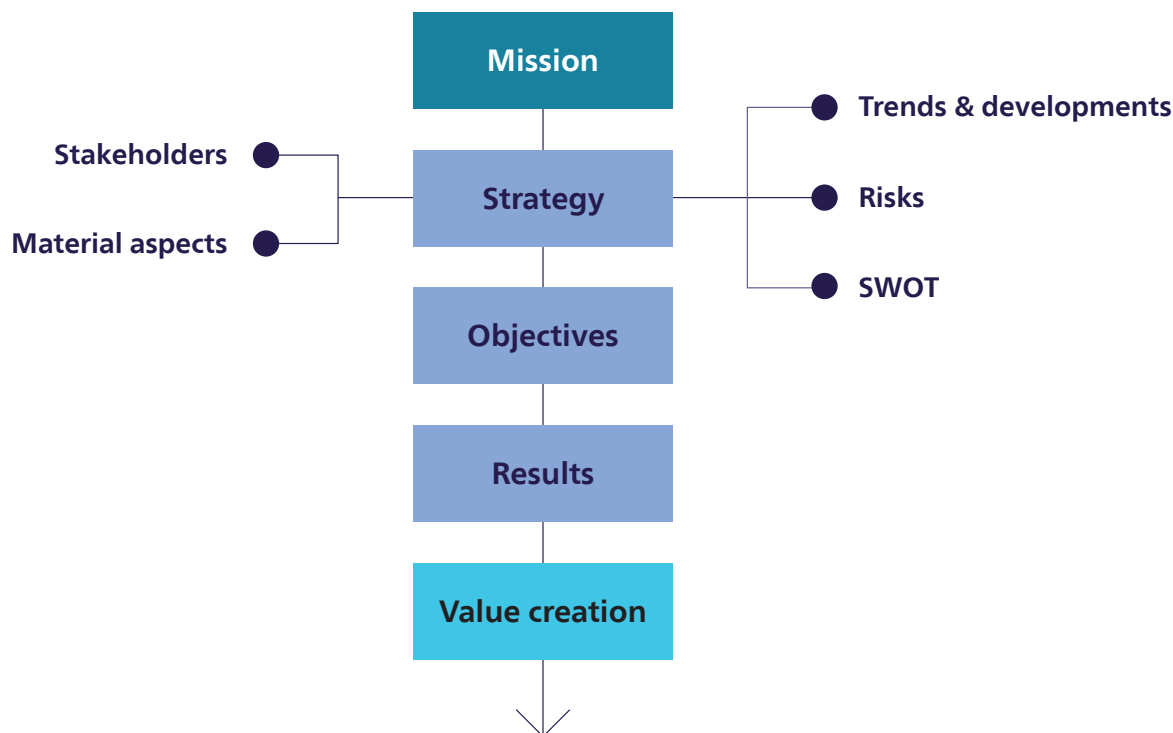 Mission
Trends & developments
Stakeholders
Strategy
Risks
Material aspects
SWOT
Objectives
Results
Value creation